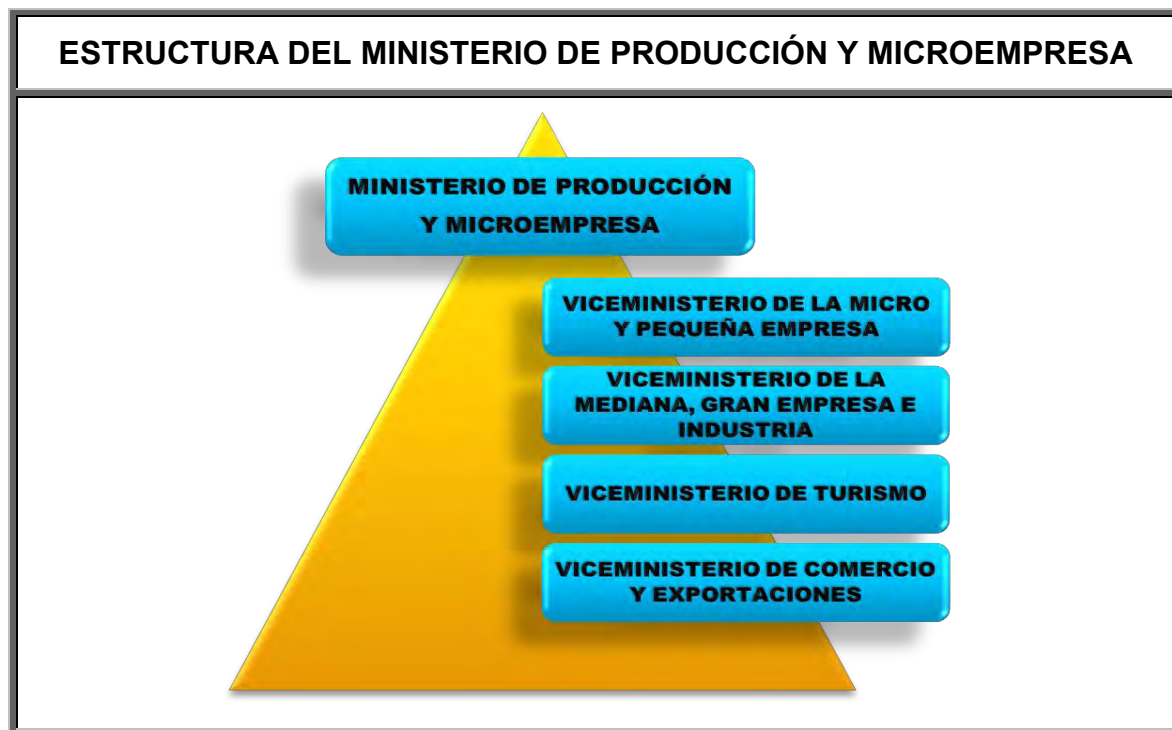 ESTRUCTURA DEL MINISTERIO DE PRODUCCIÓN Y MICROEMPRESA
MINISTERIO DE PRODUCCIÓN
Y MICROEMPRESA
VICEMINISTERIO DE LA MICRO
Y PEQUEÑA EMPRESA
VICEMINISTERIO DE LA
MEDIANA, GRAN EMPRESA E
INDUSTRIA
VICEMINISTERIO DE TURISMO
VICEMINISTERIO DE COMERCIO
Y EXPORTACIONES